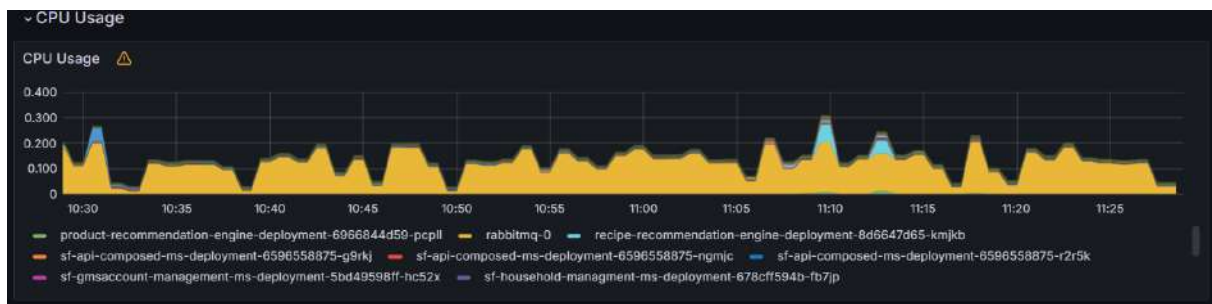 CPU Usage
CPU Usage
0.400
0.300
0.200
0.100
0
10:30 10:35 10:40 10:45 10:50 10:55 11:00 11:05 11:10 11:15 11:20 11:25
product-recommendation-engine-deployment-6966844d59-pcpll rabbitmq-0 recipe-recommendation-engine-deployment-8d6647d65-kmjkb
sf-api-composed-ms-deployment-6596558875-g9rkj sf-api-composed-ms-deployment-6596558875-ngmjc sf-api-composed-ms-deployment-6596558875-r2r5k
sf-gmsaccount-management-ms-deployment-5bd49598ff-hc52x sf-household-managment-ms-deployment-678cff594b-fb7jp